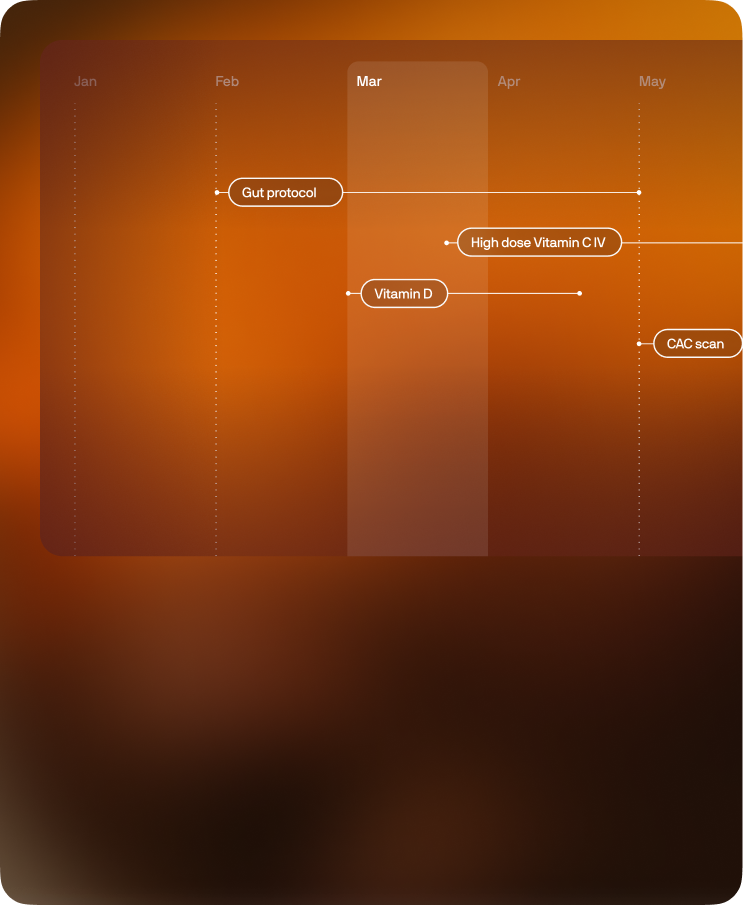 Jan Feb Mar Apr May
Gut protocol
High dose Vitamin C IV
Vitamin D
CAC scan